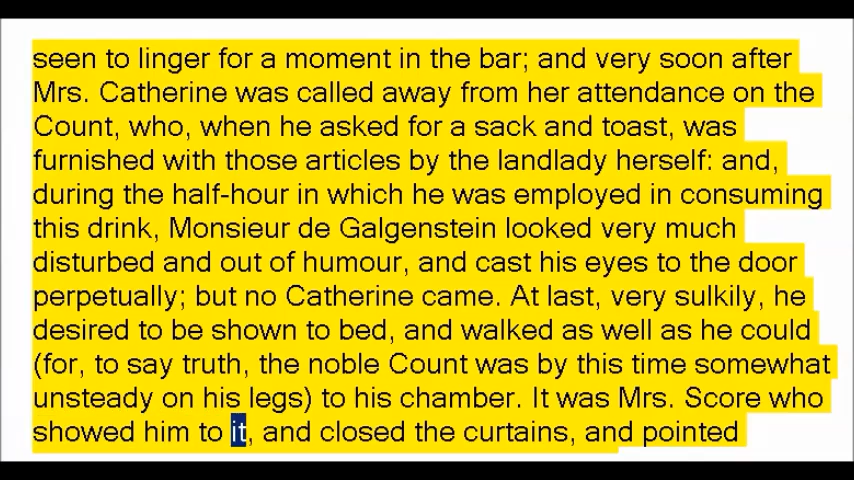 seen to linger for a moment in the bar; and very soon after
Mrs. Catherine was called away from her attendance on the
Count, who, when he asked for a sack and toast, was
furnished with those articles by the landlady herself: and,
during the half-hour in which he was employed in consuming
this drink, Monsieur de Galgenstein looked very much
disturbed and out of humour, and cast his eyes to the door
perpetually; but no Catherine came. At last, very sulkily, he
desired to be shown to bed, and walked as well as he could
(for, to say truth, the noble Count was by this time somewhat
unsteady on his legs) to his chamber. It was Mrs. Score who
showed him to it, and closed the curtains, and pointed